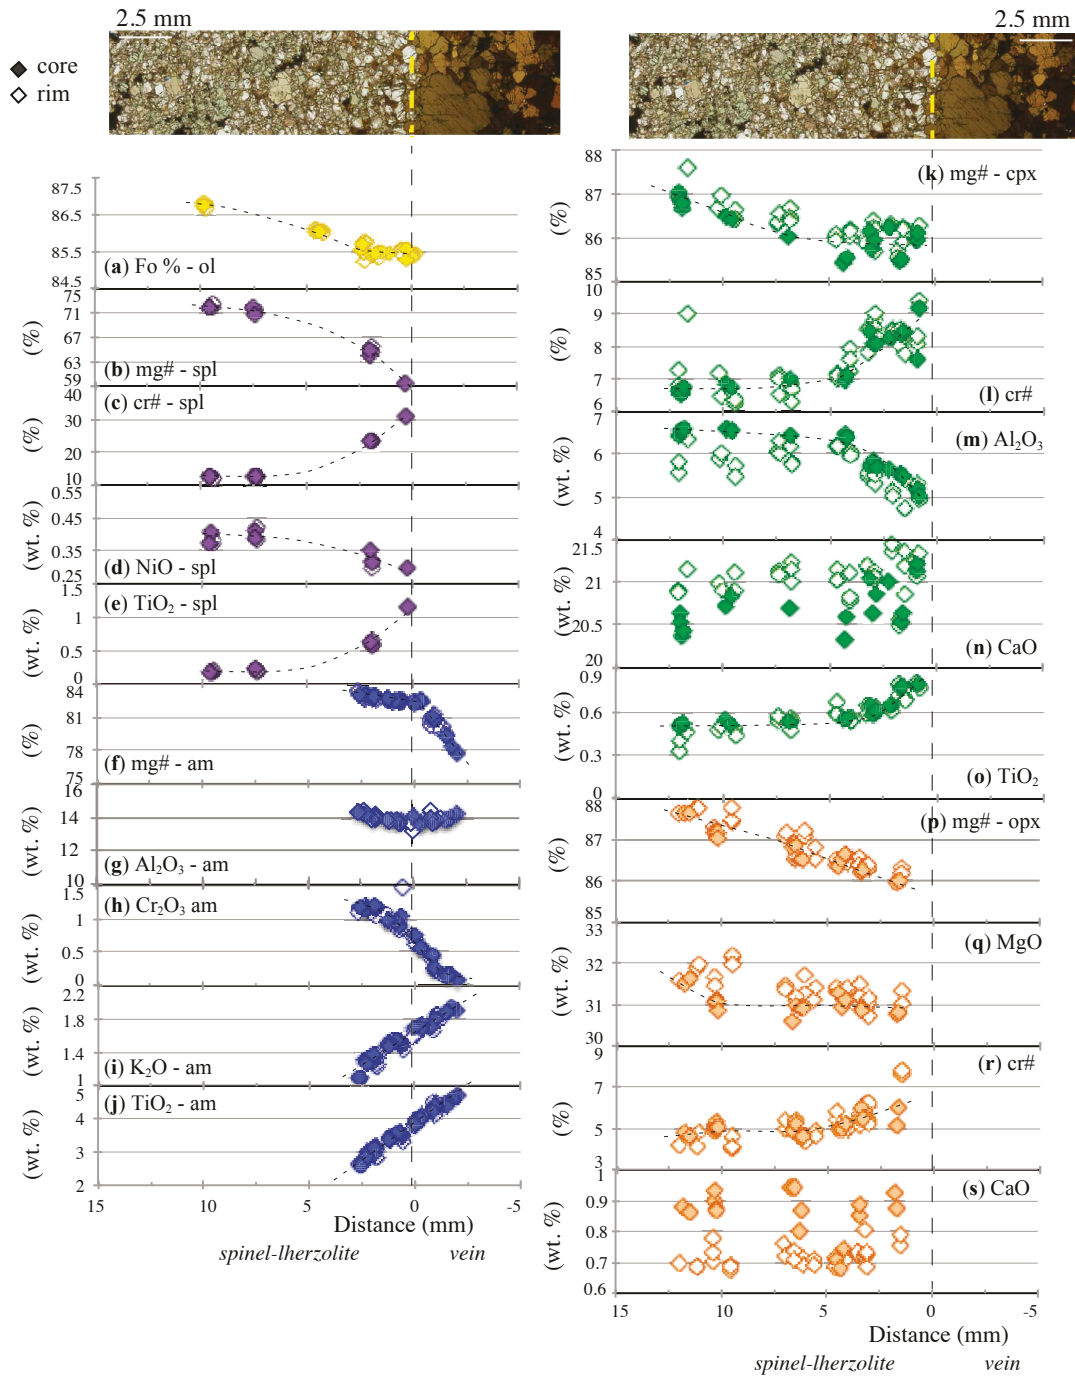 2.5 mm
2.5 mm
core
rim
87.5
86.5
85.5
84.5
(a) Fo % - ol
75
71
67
63
59
(%)
(b) mg# - spl
40
30
20
10
(%)
(c) cr# - spl
0.55
0.45
0.35
0.25
(wt. %)
(d) NiO - spl
1.5
1
0.5
0
(wt. %)
(e) TiO₂ - spl
84
81
78
75
(%)
(f) mg# - am
16
14
12
10
(wt. %)
(g) Al₂O₃ - am
1.5
1
0.5
0
(wt. %)
(h) Cr₂O₃ am
2.2
1.8
1.4
1
(wt. %)
(i) K₂O - am
5
4
3
2
(wt. %)
(j) TiO₂ - am
15 10 5 0 -5
Distance (mm)
spinel-lherzolite vein
88
87
86
85
(%)
(k) mg# - cpx
10
9
8
7
6
(%)
(l) cr#
7
6
5
4
(wt. %)
(m) Al₂O₃
21.5
21
20.5
20
(wt. %)
(n) CaO
0.9
0.6
0.3
0
(wt. %)
(o) TiO₂
88
87
86
85
(%)
(p) mg# - opx
33
32
31
30
(wt. %)
(q) MgO
9
7
5
3
(%)
(r) cr#
1
0.9
0.8
0.7
0.6
(wt. %)
(s) CaO
15 10 5 0 -5
Distance (mm)
spinel-lherzolite vein